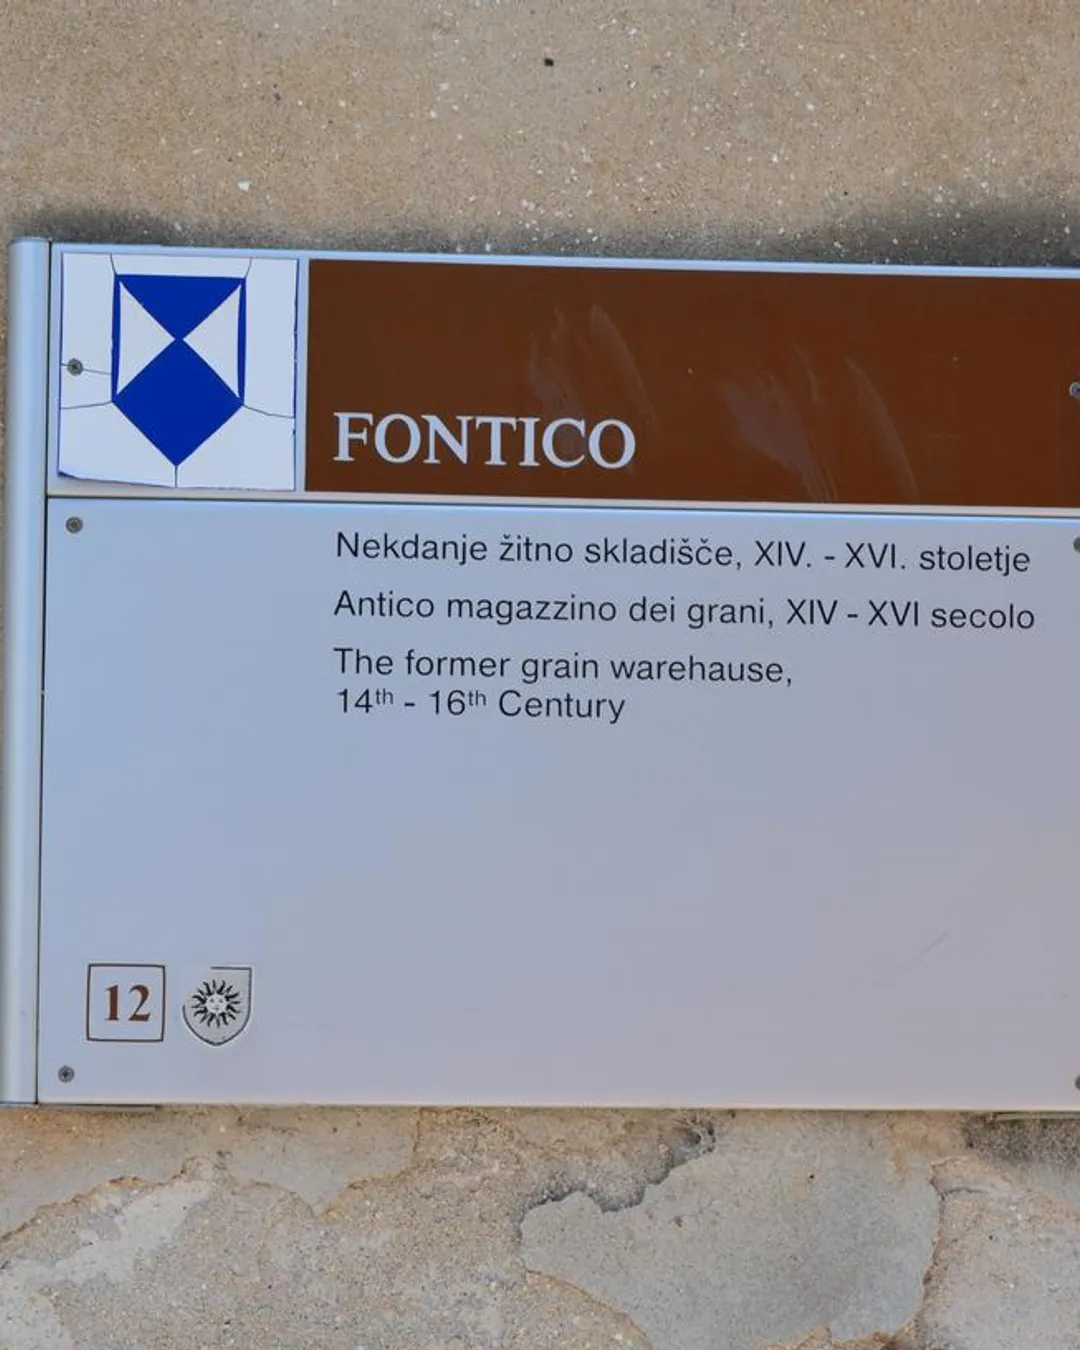 FONTICO
Nekdanje žitno skladišče, XIV. - XVI. stoletje
Antico magazzino dei grani, XIV - XVI secolo
The former grain warehause,
14th - 16th Century
12